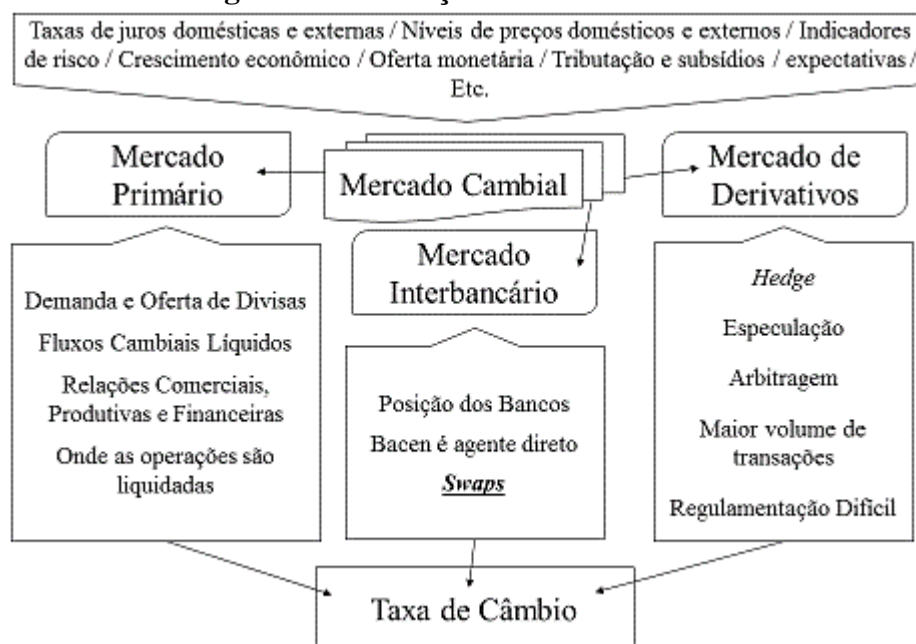 Taxas de juros domésticas e externas / Níveis de preços domésticos e externos / Indicadores
de risco / Crescimento econômico / Oferta monetária / Tributação e subsídios / expectativas /
Etc.
Mercado
Primário
Mercado Cambial
Mercado de
Derivativos
Mercado
Interbancário
Demanda e Oferta de Divisas
Fluxos Cambiais Líquidos
Relações Comerciais,
Produtivas e Financeiras
Onde as operações são
liquidadas
Posição dos Bancos
Bacen é agente direto
Swaps
Hedge
Especulação
Arbitragem
Maior volume de
transações
Regulamentação Difícil
Taxa de Câmbio